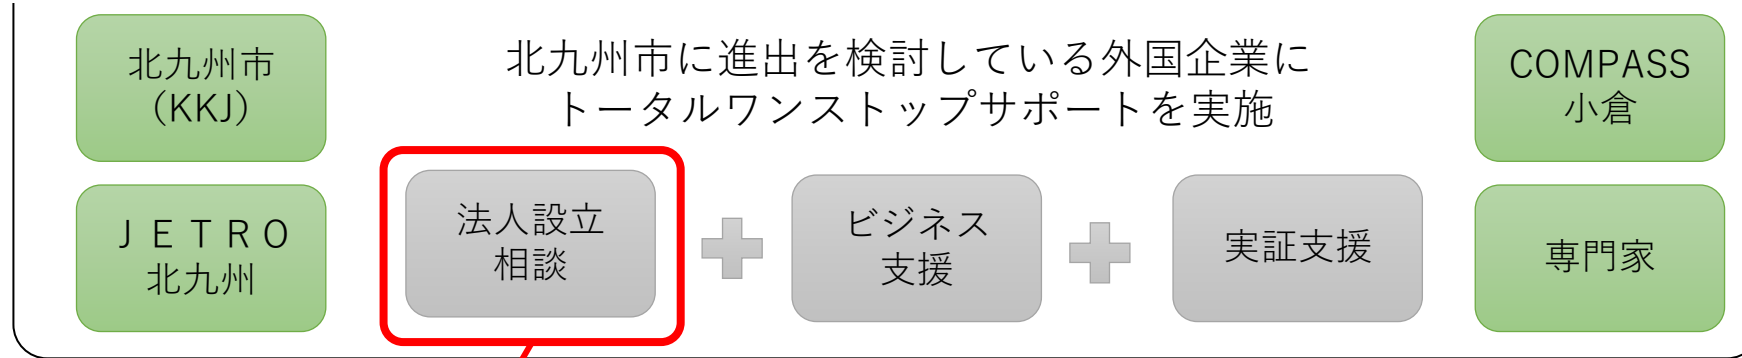 北九州市
（KKJ）
北九州市に進出を検討している外国企業に
トータルワンストップサポートを実施
COMPASS
小倉
ＪＥＴＲＯ
北九州
法人設立
相談
ビジネス
支援
実証支援
専門家